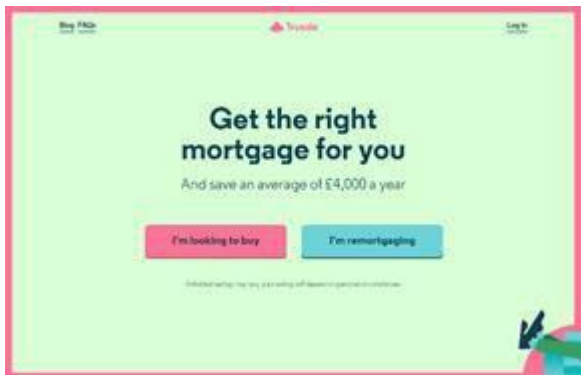 Blog FAQs
Trussle
Log In
Get the right
mortgage for you
And save an average of £4,000 a year
I'm looking to buy
I'm remortgaging